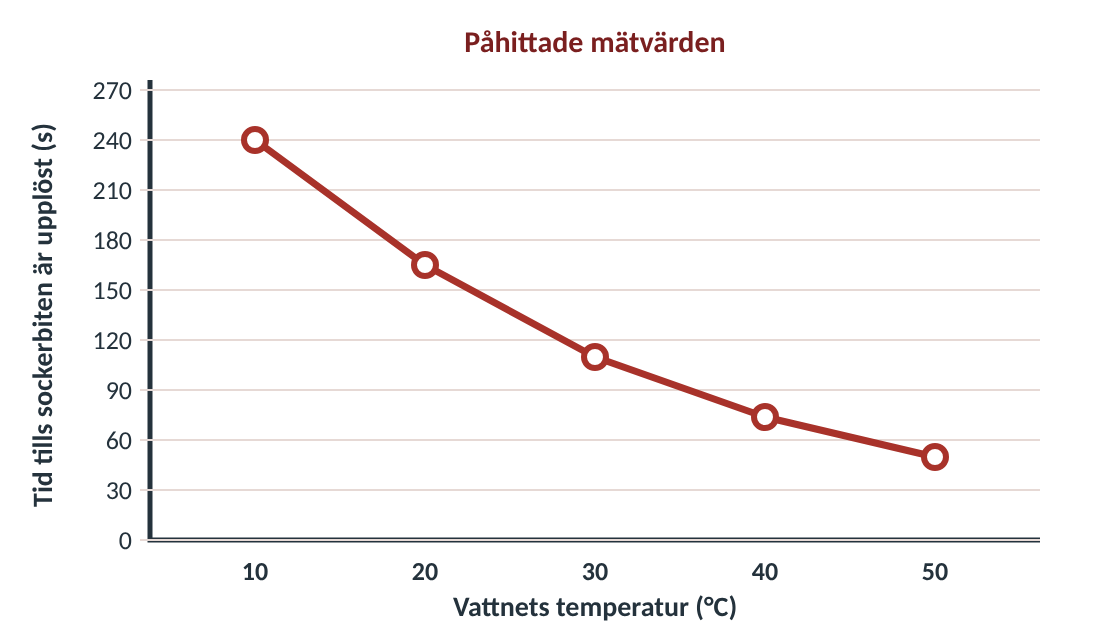 Påhittade mätvärden
Tid tills sockerbiten är upplöst (s)
270
240
210
180
150
120
90
60
30
0
10 20 30 40 50
Vattnets temperatur (°C)